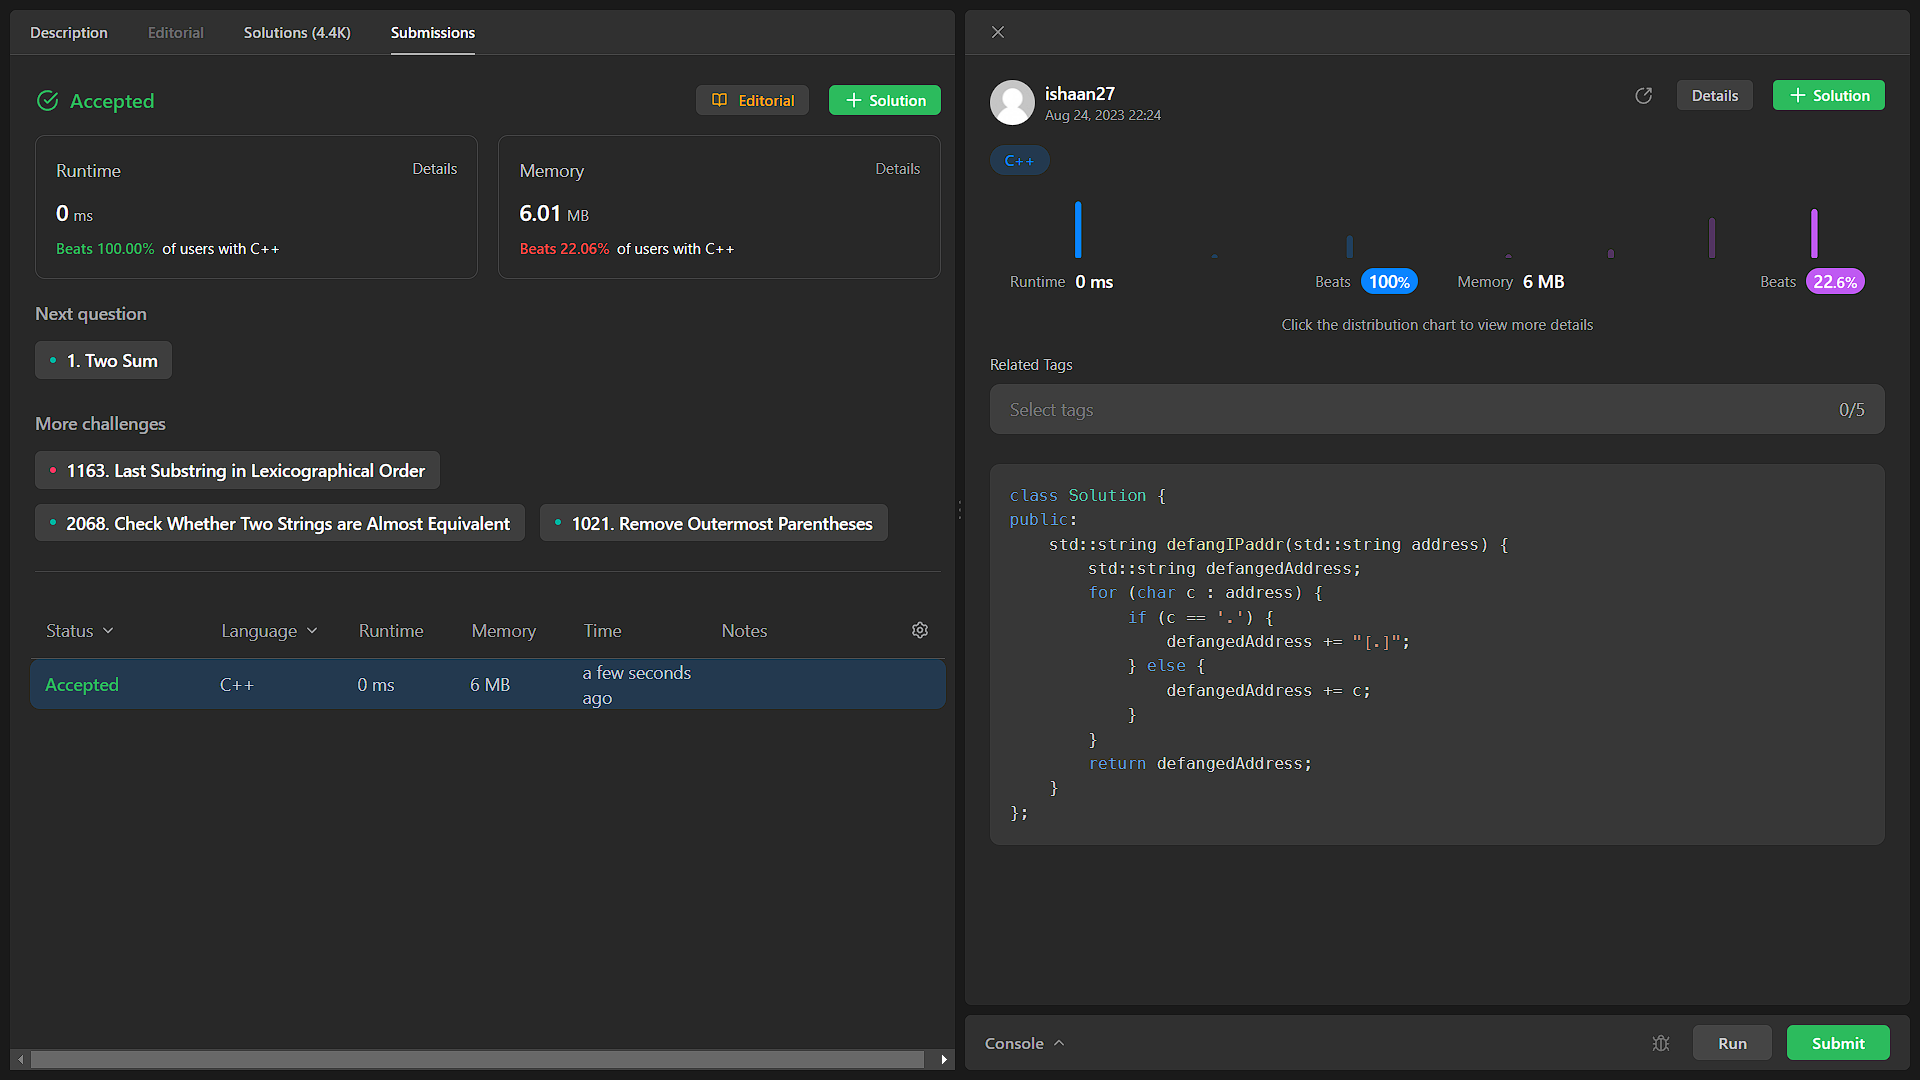 Description Editorial Solutions (4.4K) Submissions
Accepted
Editorial
Solution
Runtime Details
0 ms
Beats 100.00% of users with C++
Memory Details
6.01 MB
Beats 22.06% of users with C++
Next question
1. Two Sum
More challenges
1163. Last Substring in Lexicographical Order
2068. Check Whether Two Strings are Almost Equivalent
1021. Remove Outermost Parentheses
Status Language Runtime Memory Time Notes
Accepted C++ 0 ms 6 MB a few seconds
ago
ishaan27
Aug 24, 2023 22:24
Details
Solution
C++
Runtime 0 ms Beats 100% Memory 6 MB Beats 22.6%
Click the distribution chart to view more details
Related Tags
Select tags 0/5
class Solution {
public:
    std::string defangIPaddr(std::string address) {
        std::string defangedAddress;
        for (char c : address) {
            if (c == '.') {
                defangedAddress += "[.]";
            } else {
                defangedAddress += c;
            }
        }
        return defangedAddress;
    }
};
Console Run Submit